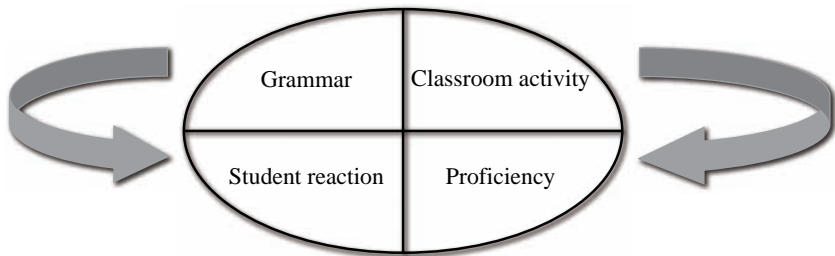 Grammar
Classroom activity
Student reaction
Proficiency